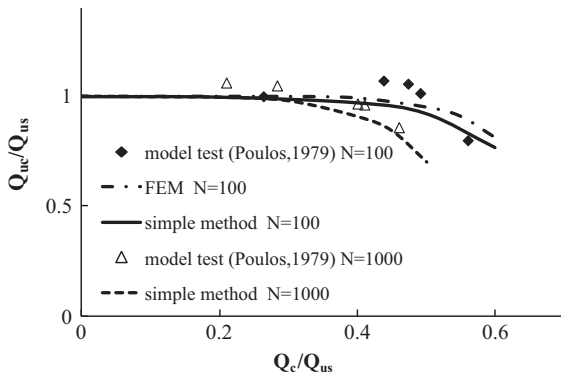 Q_uc/Q_us
1
0.5
0
model test (Poulos,1979) N=100
FEM N=100
simple method N=100
model test (Poulos,1979) N=1000
simple method N=1000
0 0.2 0.4 0.6
Q_c/Q_us